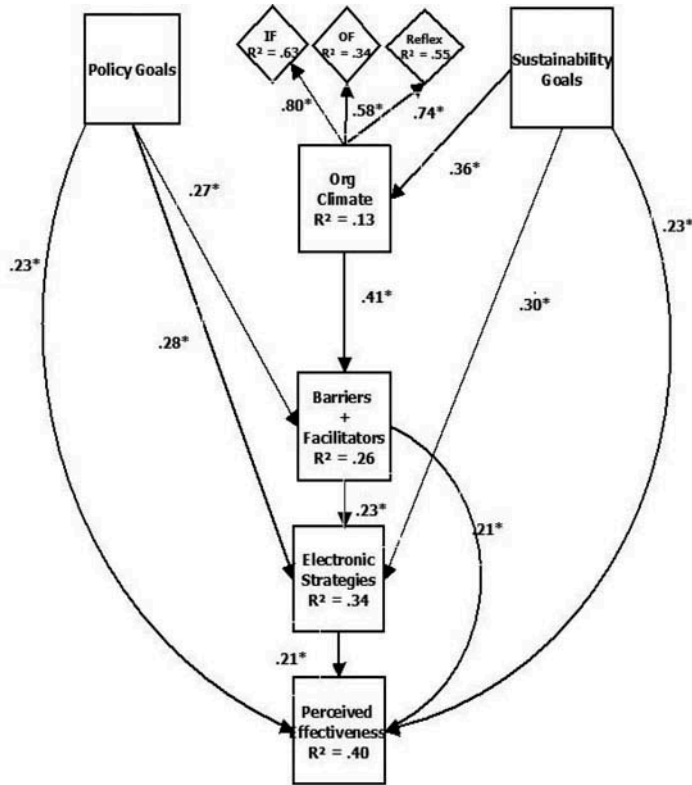 IF
R² = .63
OF
R² = .34
Reflex
R² = .55
Policy Goals
Sustainability
Goals
.80*
.58*
.74*
Org
Climate
R² = .13
.36*
.27*
.23*
.23*
.41*
.28*
.30*
Barriers
+
Facilitators
R² = .26
.23*
.21*
Electronic
Strategies
R² = .34
.21*
Perceived
Effectiveness
R² = .40